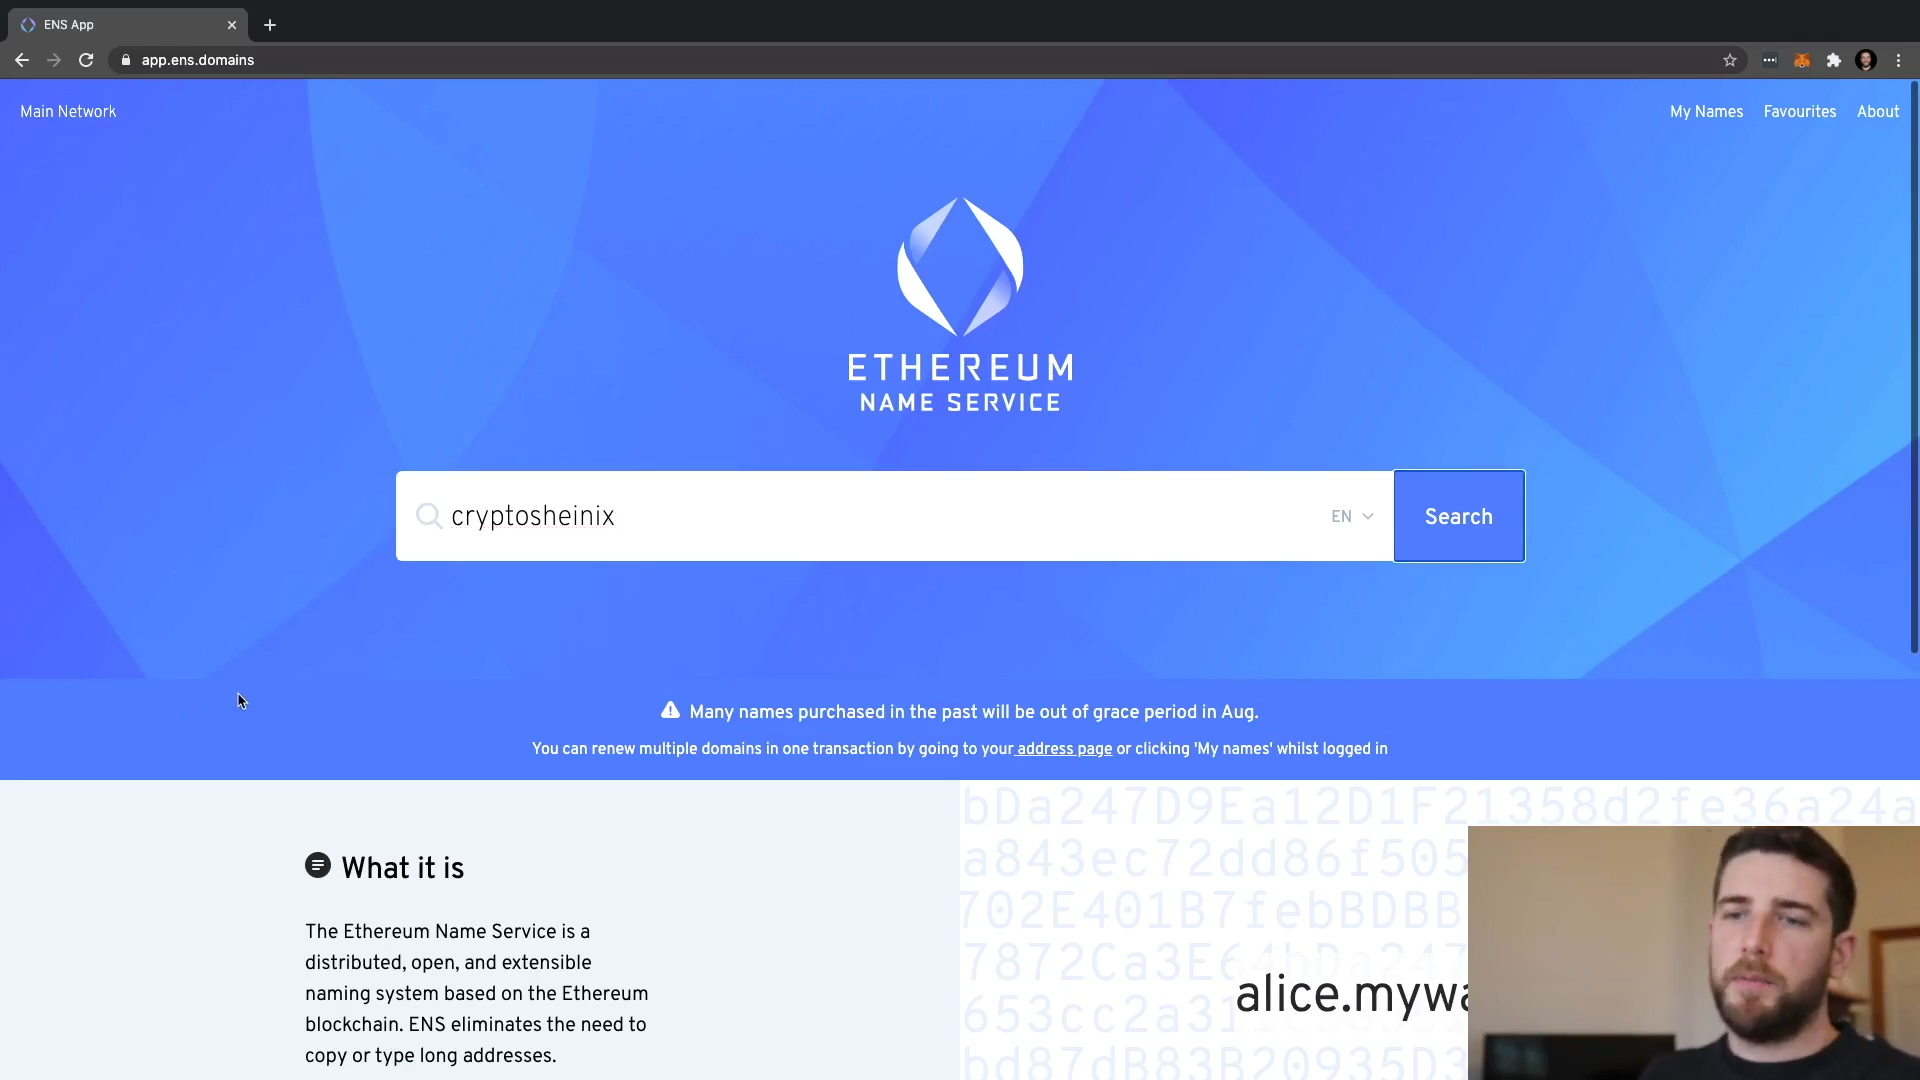 ENS App
app.ens.domains
Main Network
My Names Favourites About
ETHEREUM
NAME SERVICE
cryptosheinix
EN
Search
Many names purchased in the past will be out of grace period in Aug.
You can renew multiple domains in one transaction by going to your address page or clicking 'My names' whilst logged in
What it is
The Ethereum Name Service is a
distributed, open, and extensible
naming system based on the Ethereum
blockchain. ENS eliminates the need to
copy or type long addresses.
bDa247D9Ea12D1F21358d2fe36a24a
a843ec72dd86f505
702E401B7febBDBB
7872Ca3E64bDa247
alice.mywa
653cc2a31
bd87dB83B20935D3